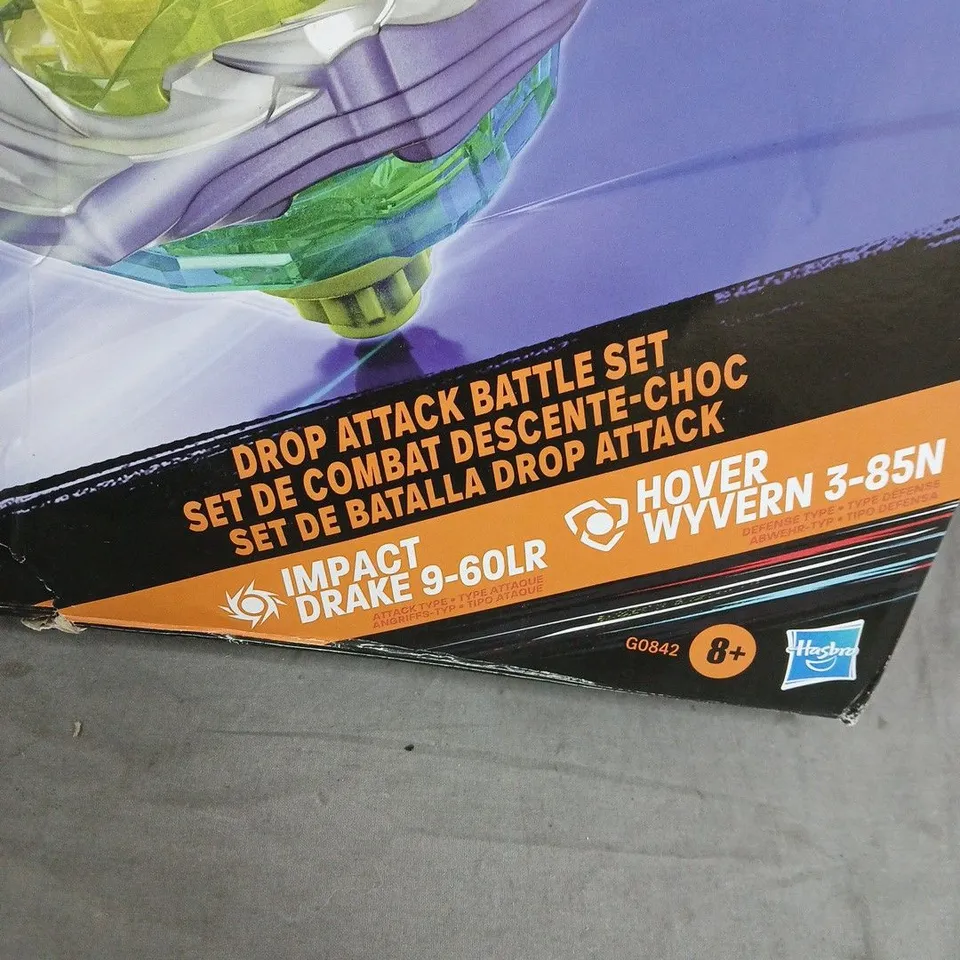 DROP ATTACK BATTLE SET
SET DE COMBAT DESCENTE-CHOC
SET DE BATALLA DROP ATTACK
IMPACT
DRAKE 9-60LR
ATTACK TYPE • TYPE ATTAQUE
ANGRIFFS-TYP • TIPO ATAQUE
HOVER
WYVERN 3-85N
DEFENSE TYPE • TYPE DÉFENSE
ABWEHR-TYP • TIPO DEFENSA
G0842
8+
Hasbro